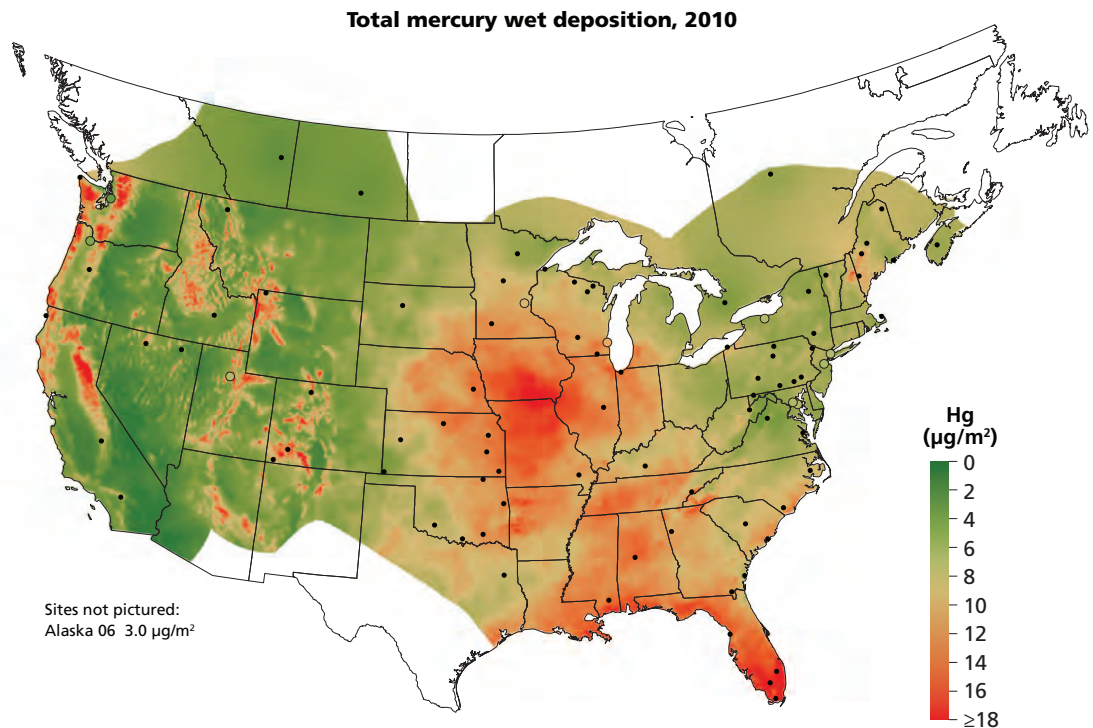 Total mercury wet deposition, 2010
Hg
(µg/m²)
0
2
4
6
8
10
12
14
16
≥18
Sites not pictured:
Alaska 06 3.0 µg/m²